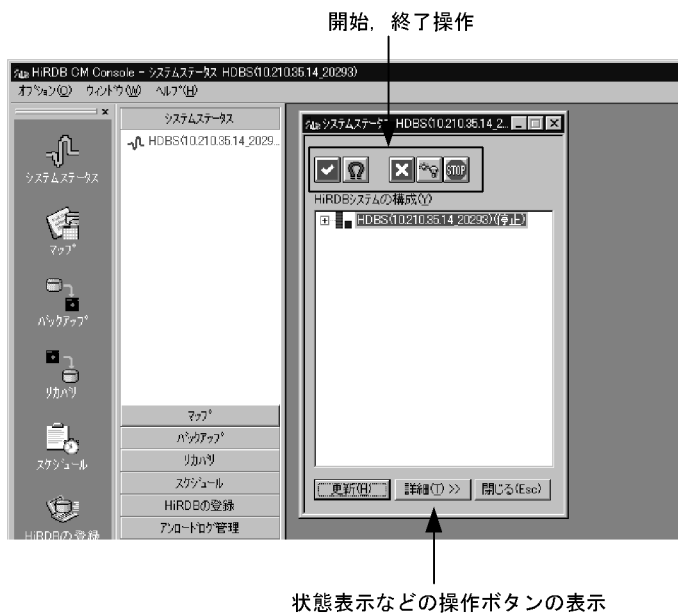 開始，終了操作
HiRDB CM Console - システムステータス HDBS(10.210.35.14_20293)
オプション(O) ウィンドウ(W) ヘルプ(H)
システムステータス
マップ
バックアップ
リカバリ
スケジュール
HiRDBの登録
システムステータス
HDBS(10.210.35.14_2029...
マップ
バックアップ
リカバリ
スケジュール
HiRDBの登録
アンロードログ管理
システムステータス HDBS(10.210.35.14_2...
STOP
HiRDBシステムの構成(Y)
HDBS(10.210.35.14_20293)(停止)
更新(H)
詳細(T) >>
閉じる(Esc)
状態表示などの操作ボタンの表示